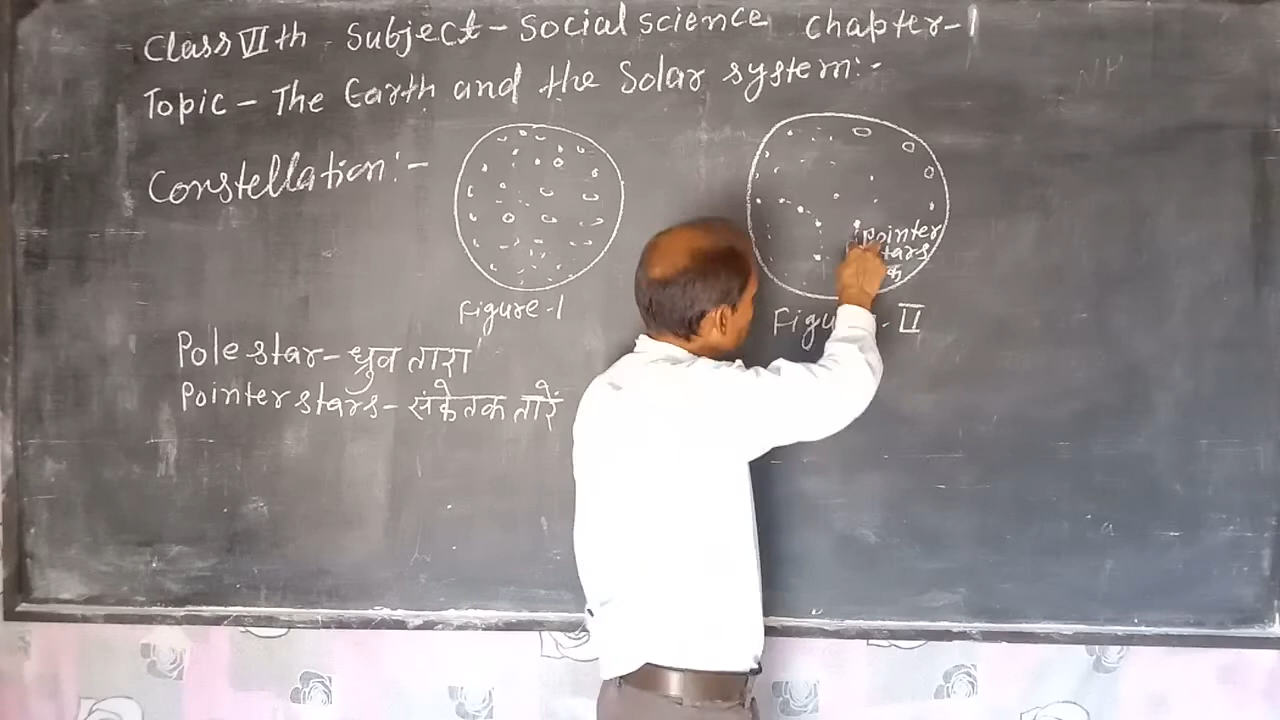 Class VI th Subject - Social science Chapter-1
Topic - The Earth and the Solar system:-
Constellation:-
Pointer
stars
Figure-1
- II
Pole star - ध्रुव तारा
Pointer stars - संकेतक तारें